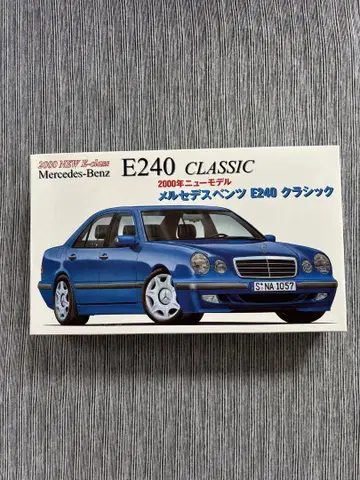 2000 NEW E-class
Mercedes-Benz E240 CLASSIC
2000年ニューモデル
メルセデスベンツ E240 クラシック
S NA 1057